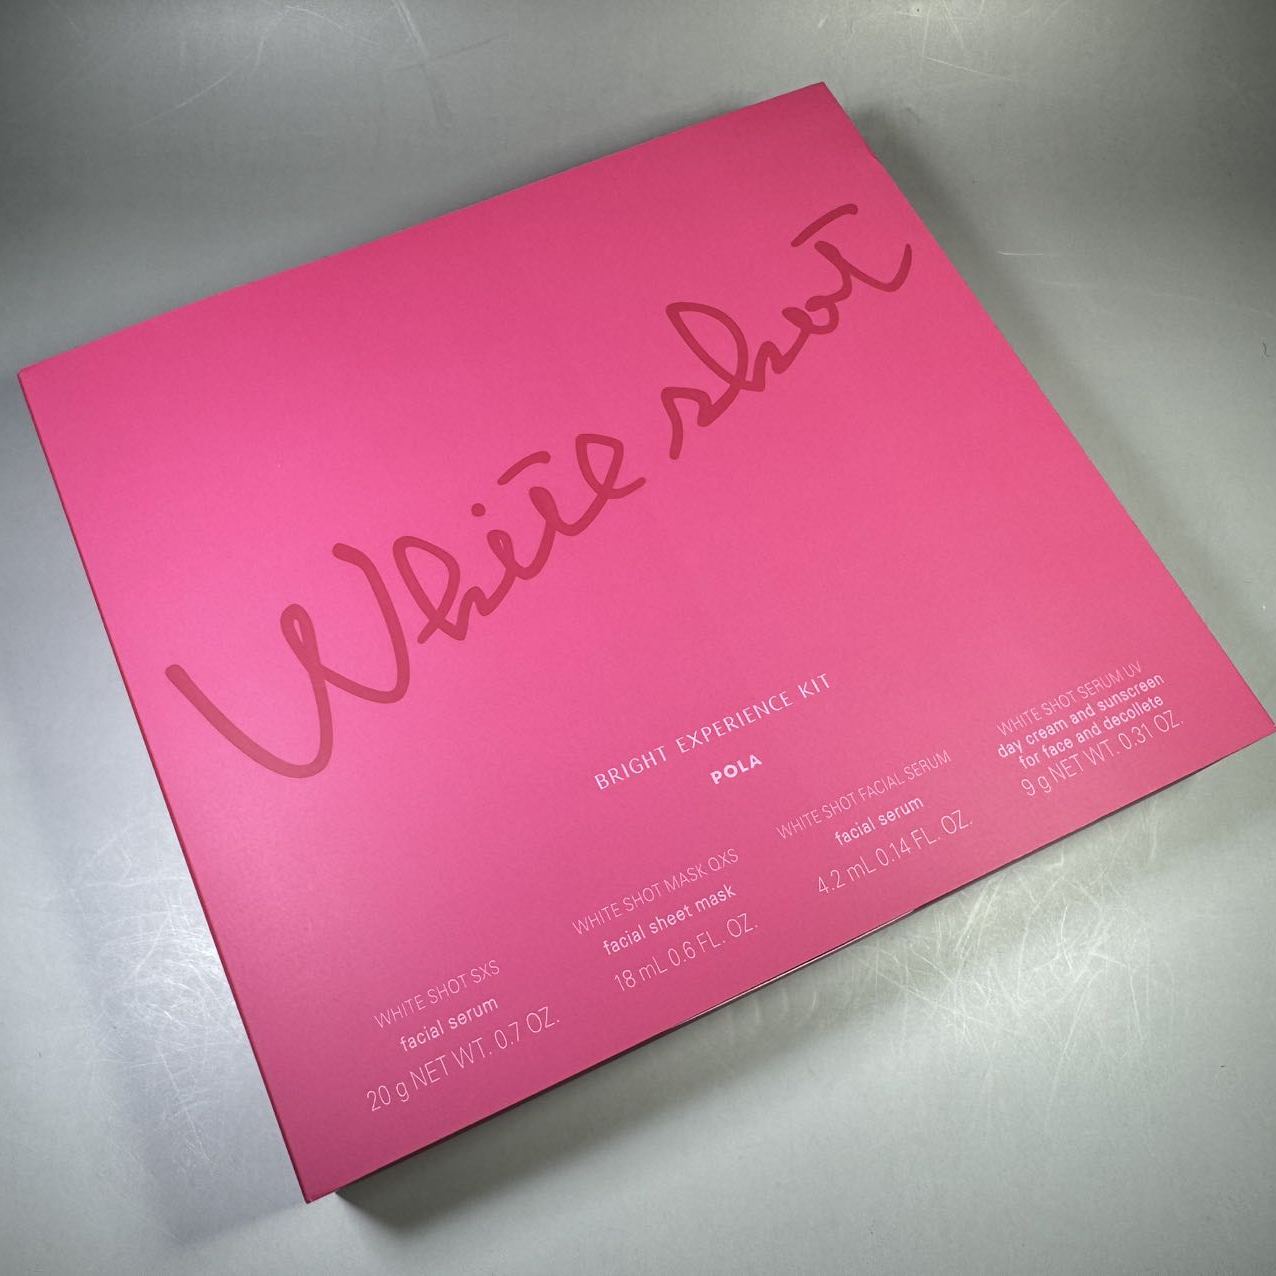 White shot
BRIGHT EXPERIENCE KIT
POLA
WHITE SHOT SXS
facial serum
20 g NET WT. 0.7 OZ.
WHITE SHOT MASK QXS
facial sheet mask
18 mL 0.6 FL. OZ.
WHITE SHOT FACIAL SERUM
facial serum
4.2 mL 0.14 FL. OZ.
WHITE SHOT SERUM UV
day cream and sunscreen
for face and decollete
9 g NET WT. 0.31 OZ.